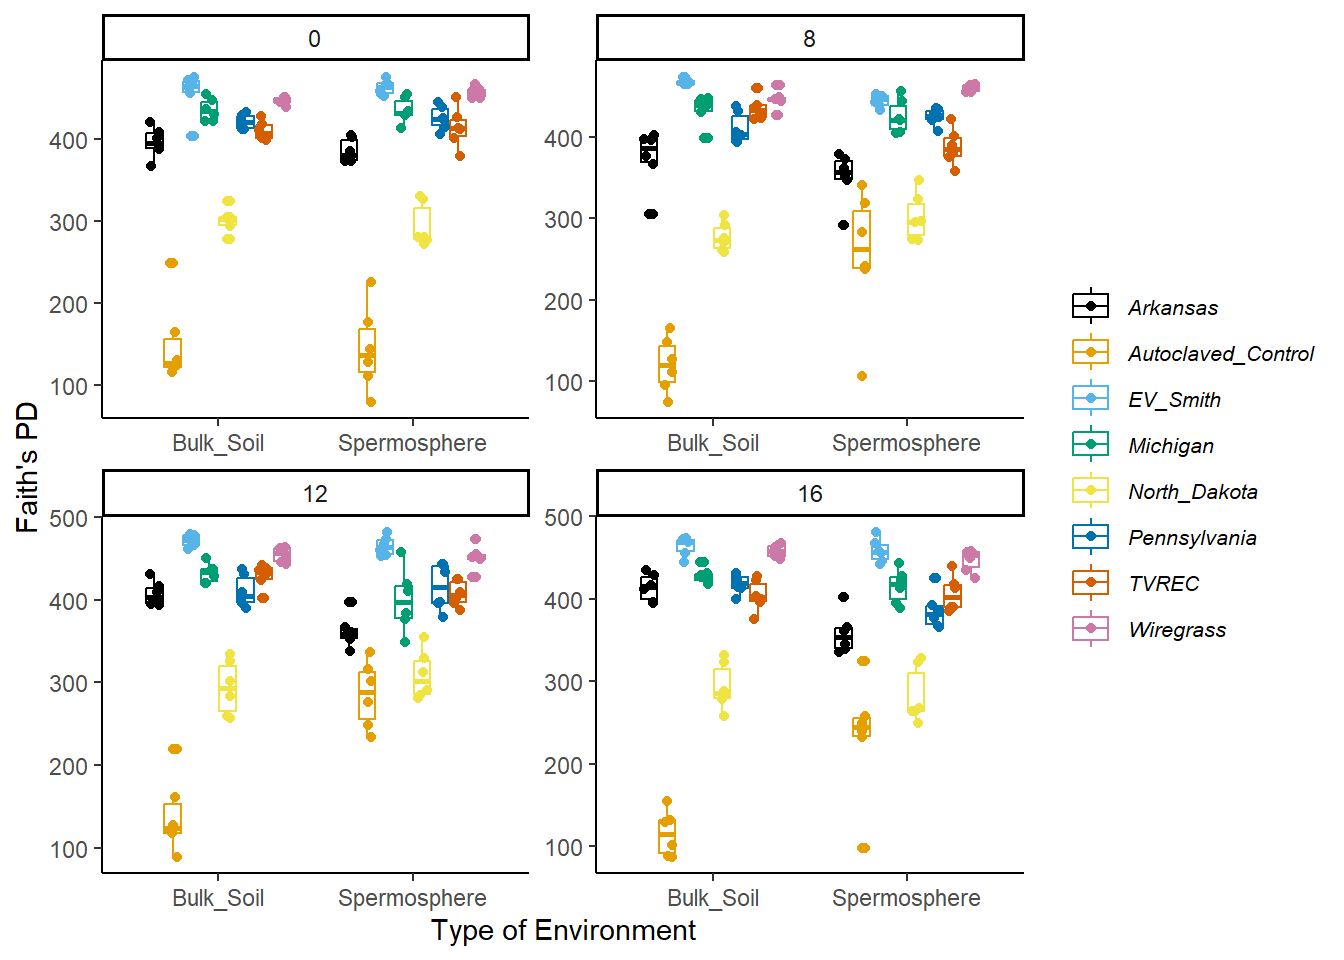 0
8
400
300
200
100
400
300
200
100
Bulk_Soil
Spermosphere
Bulk_Soil
Spermosphere
12
16
500
400
300
200
100
500
400
300
200
100
Bulk_Soil
Spermosphere
Bulk_Soil
Spermosphere
Faith's PD
Type of Environment
Arkansas
Autoclaved_Control
EV_Smith
Michigan
North_Dakota
Pennsylvania
TVREC
Wiregrass